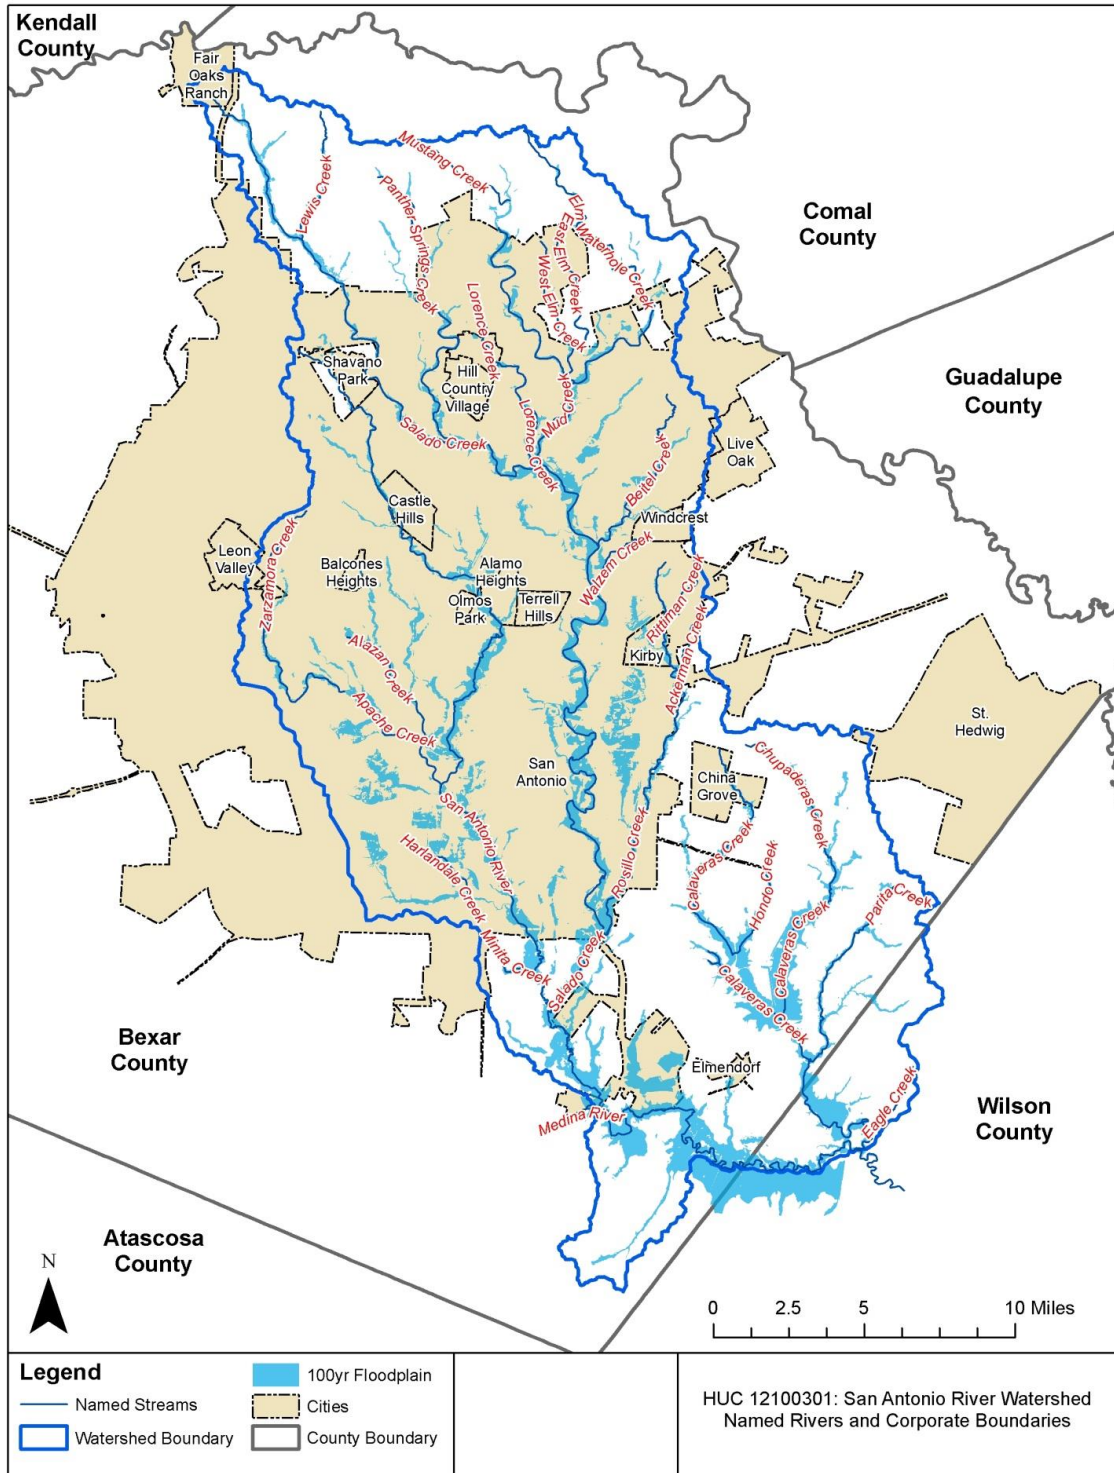 Kendall
County
Fair
Oaks
Ranch
Mustang Creek
Lewis Creek
Panther Springs Creek
Elm Waterhole Creek
East Elm Creek
West Elm Creek
Comal
County
Lorence Creek
Guadalupe
County
Shavano
Park
Hill
Country
Village
Mud Creek
Lorence Creek
Salado Creek
Live
Oak
Beitel Creek
Castle
Hills
Windcrest
Zarzamora Creek
Leon
Valley
Balcones
Heights
Alamo
Heights
Walzem Creek
Olmos
Park
Terrell
Hills
Rittiman Creek
Kirby
Ackerman Creek
Alazan Creek
Apache Creek
St.
Hedwig
San
Antonio
China
Grove
Chupaderas Creek
San Antonio River
Harlandale Creek
Rosillo Creek
Calaveras Creek
Hondo Creek
Parita Creek
Calaveras Creek
Minita Creek
Salado Creek
Calaveras Creek
Bexar
County
Elmendorf
Medina River
Eagle Creek
Wilson
County
Atascosa
County
N
0 2.5 5 10 Miles
Legend
Named Streams
Watershed Boundary
100yr Floodplain
Cities
County Boundary
HUC 12100301: San Antonio River Watershed
Named Rivers and Corporate Boundaries